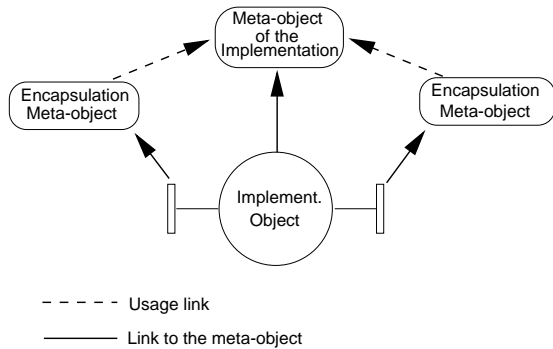 Meta-object
of the
Implementation
Encapsulation
Meta-object
Encapsulation
Meta-object
Implement.
Object
Usage link
Link to the meta-object